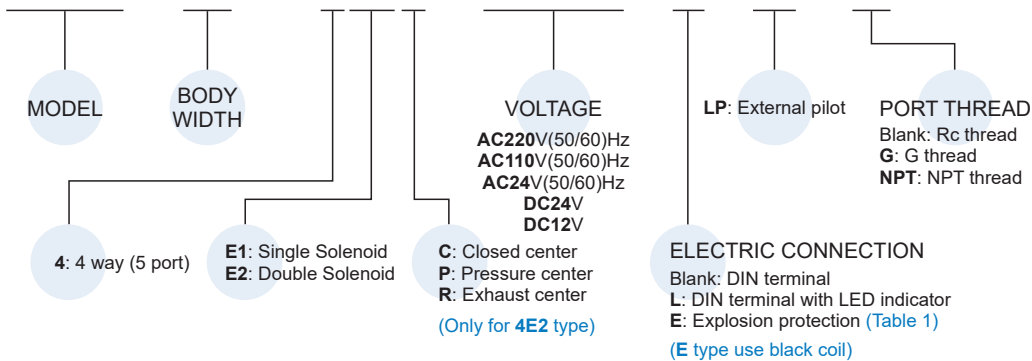 MODEL
BODY
WIDTH
VOLTAGE
AC220V(50/60)Hz
AC110V(50/60)Hz
AC24V(50/60)Hz
DC24V
DC12V
LP: External pilot
PORT THREAD
Blank: Rc thread
G: G thread
NPT: NPT thread
4: 4 way (5 port)
E1: Single Solenoid
E2: Double Solenoid
C: Closed center
P: Pressure center
R: Exhaust center
(Only for 4E2 type)
ELECTRIC CONNECTION
Blank: DIN terminal
L: DIN terminal with LED indicator
E: Explosion protection (Table 1)
(E type use black coil)